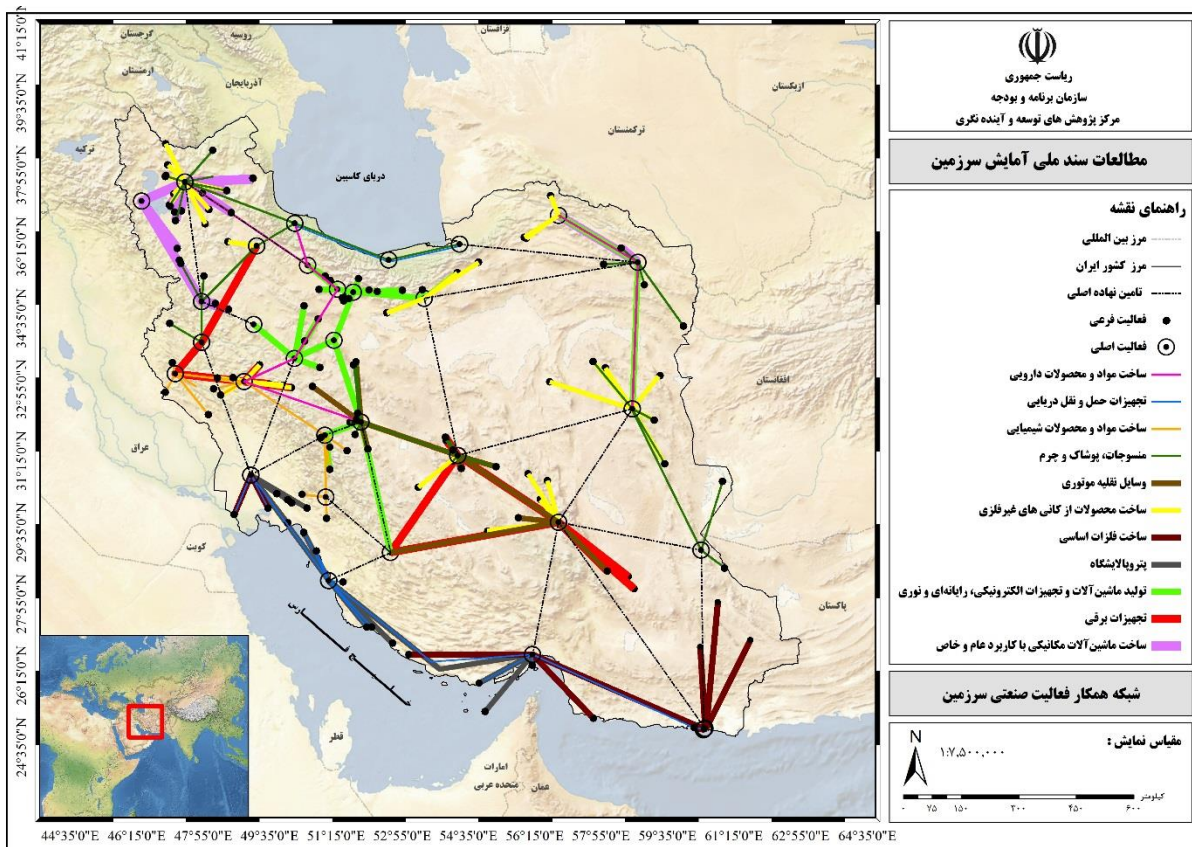 ریاست جمهوری
سازمان برنامه و بودجه
مرکز پژوهش های توسعه و آینده نگری
مطالعات سند ملی آمایش سرزمین
راهنمای نقشه
مرز بین المللی
مرز کشور ایران
تامین نهاده اصلی
فعالیت فرعی
فعالیت اصلی
ساخت مواد و محصولات دارویی
تجهیزات حمل و نقل دریایی
ساخت مواد و محصولات شیمیایی
منسوجات، پوشاک و چرم
وسایل نقلیه موتوری
ساخت محصولات از کانی های غیرفلزی
ساخت فلزات اساسی
پتروپالایشگاه
تولید ماشین‌آلات و تجهیزات الکترونیکی، رایانه‌ای و نوری
تجهیزات برقی
ساخت ماشین‌آلات مکانیکی با کاربرد عام و خاص
شبکه همکار فعالیت صنعتی سرزمین
مقیاس نمایش :
N
۱:۷,۵۰۰,۰۰۰
کیلومتر
۰ ۷۵ ۱۵۰ ۳۰۰ ۴۵۰ ۶۰۰
روسیه
گرجستان
قزاقستان
ارمنستان
آذربایجان
ازبکستان
ترکمنستان
ترکیه
دریای کاسپین
افغانستان
عراق
کویت
پاکستان
خلیج فارس
قطر
امارات
متحده عربی
عمان
41°15'0"N
39°35'0"N
37°55'0"N
36°15'0"N
34°35'0"N
32°55'0"N
31°15'0"N
29°35'0"N
27°55'0"N
26°15'0"N
24°35'0"N
44°35'0"E 46°15'0"E 47°55'0"E 49°35'0"E 51°15'0"E 52°55'0"E 54°35'0"E 56°15'0"E 57°55'0"E 59°35'0"E 61°15'0"E 62°55'0"E 64°35'0"E